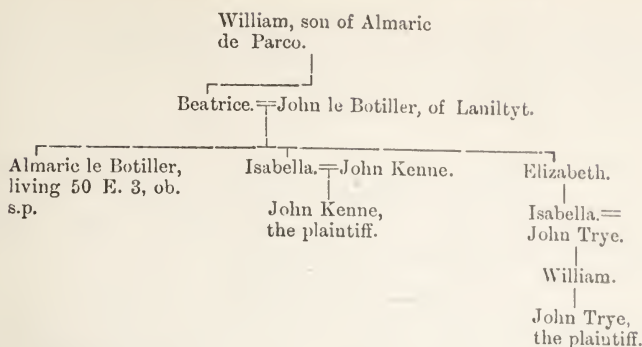 William, son of Almaric
de Parco.
Beatrice.=John le Botiller, of Laniltyt.
Almaric le Botiller,
living 50 E. 3, ob.
s.p.
Isabella.=John Kenne.
John Kenne,
the plaintiff.
Elizabeth.
Isabella.=
John Trye.
William.
John Trye,
the plaintiff.